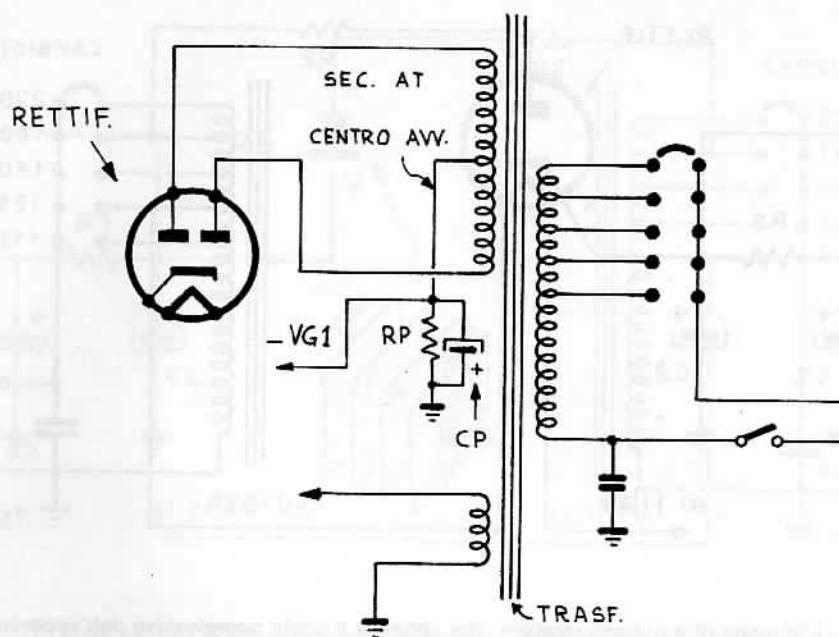 RETTIF.
SEC. AT
CENTRO AVV.
- VG1
RP
+
CP
TRASF.